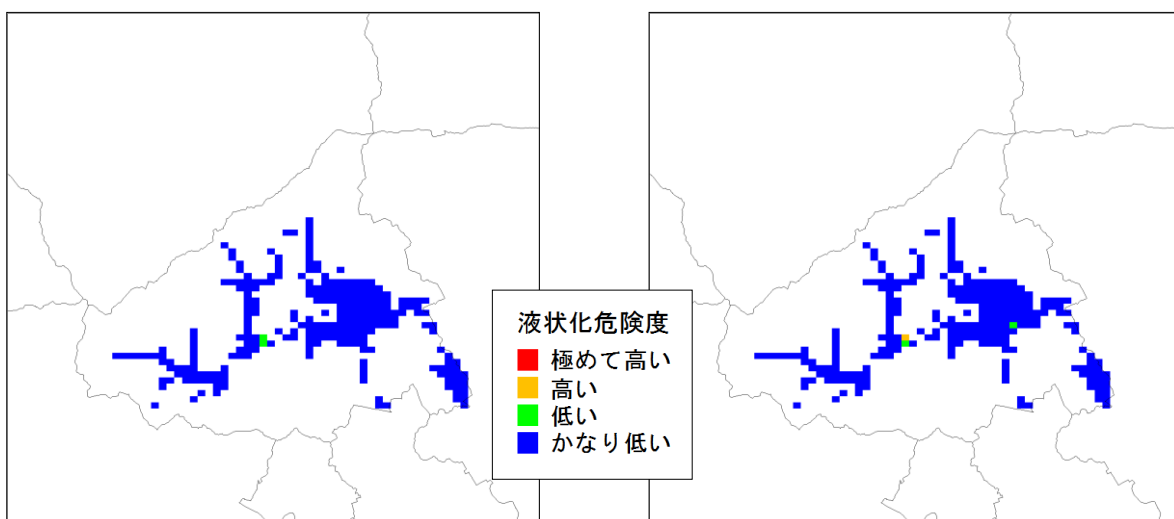 液状化危険度
極めて高い
高い
低い
かなり低い